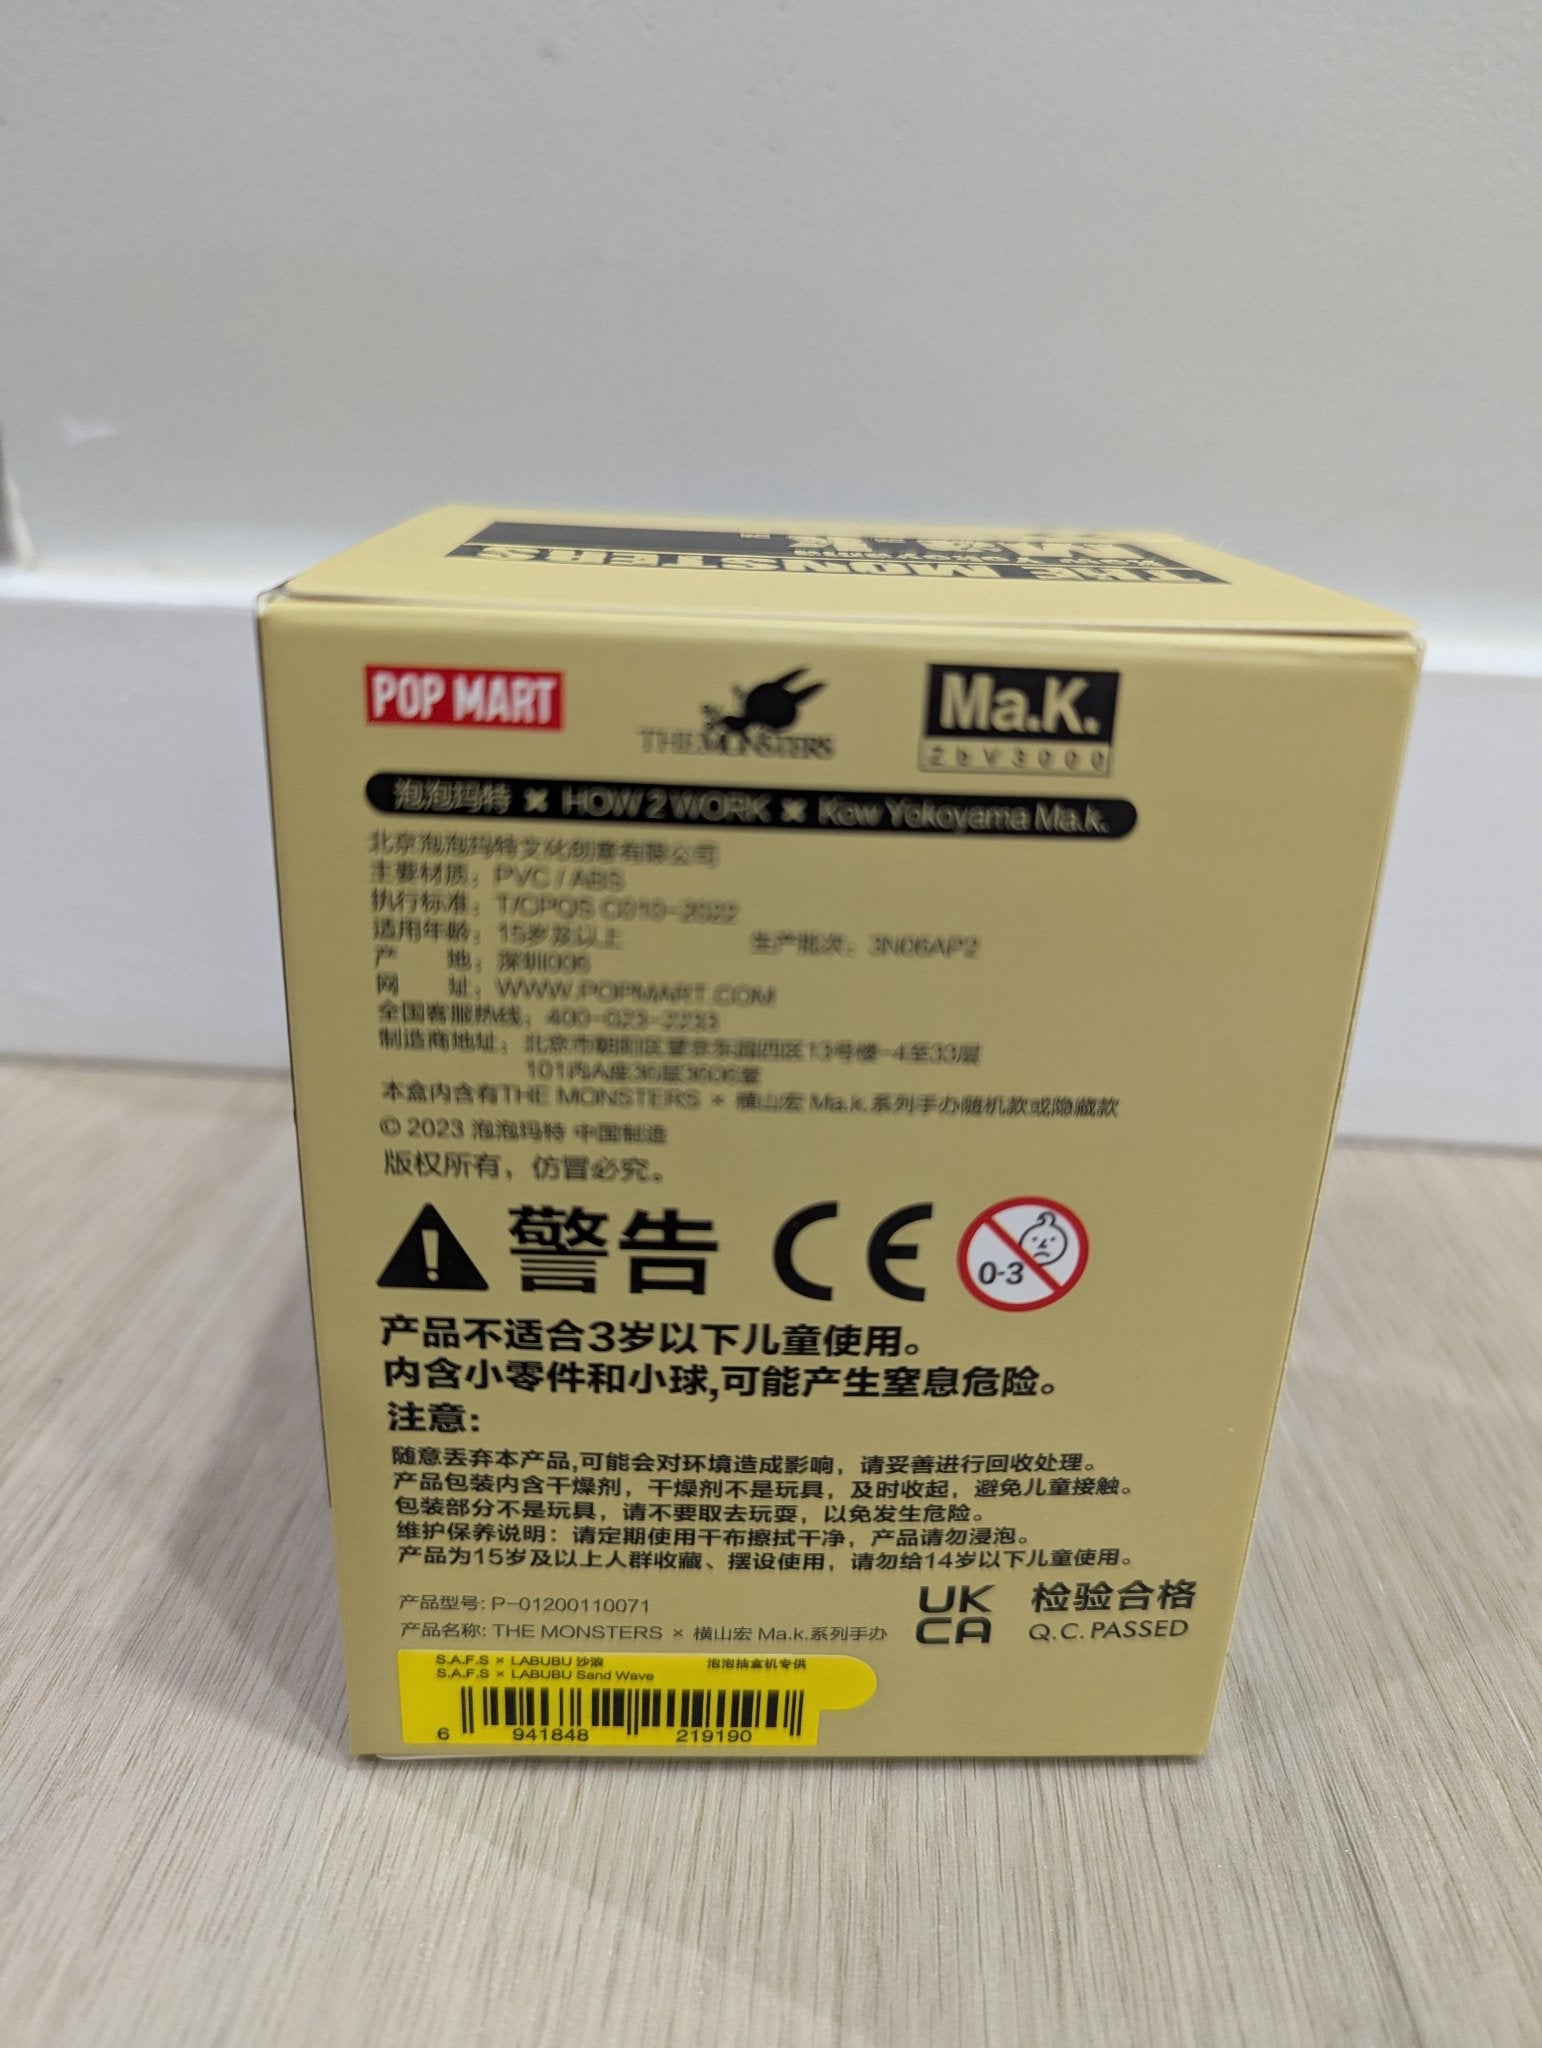 THE MONSTERS
POP MART
THE MONSTERS
Ma.K.
ZbV3000
泡泡玛特 × HOW2WORK × Kow Yokoyama Ma.k.
北京泡泡玛特文化创意有限公司
主要材质：PVC / ABS
执行标准：T/CPQS C010-2022
适用年龄：15岁及以上 生产批次：3N06AP2
产 地：深圳006
网 址：WWW.POPMART.COM
全国客服热线：400-
制造商地址：北京市朝阳区望京东园四区13号楼-4至33层
101内A座36层3606室
本盒内含有THE MONSTERS × 横山宏 Ma.k.系列手办随机款或隐藏款
© 2023 泡泡玛特 中国制造
版权所有，仿冒必究。
警告 CE 0-3
产品不适合3岁以下儿童使用。
内含小零件和小球,可能产生窒息危险。
注意:
随意丢弃本产品,可能会对环境造成影响，请妥善进行回收处理。
产品包装内含干燥剂，干燥剂不是玩具，及时收起，避免儿童接触。
包装部分不是玩具，请不要取去玩耍，以免发生危险。
维护保养说明：请定期使用干布擦拭干净，产品请勿浸泡。
产品为15岁及以上人群收藏、摆设使用，请勿给14岁以下儿童使用。
产品型号: P-01200110071
产品名称: THE MONSTERS × 横山宏 Ma.k.系列手办
UK
CA
检验合格
Q.C. PASSED
S.A.F.S × LABUBU 沙浪 泡泡抽盒机专供
S.A.F.S × LABUBU Sand Wave
6 941848 219190